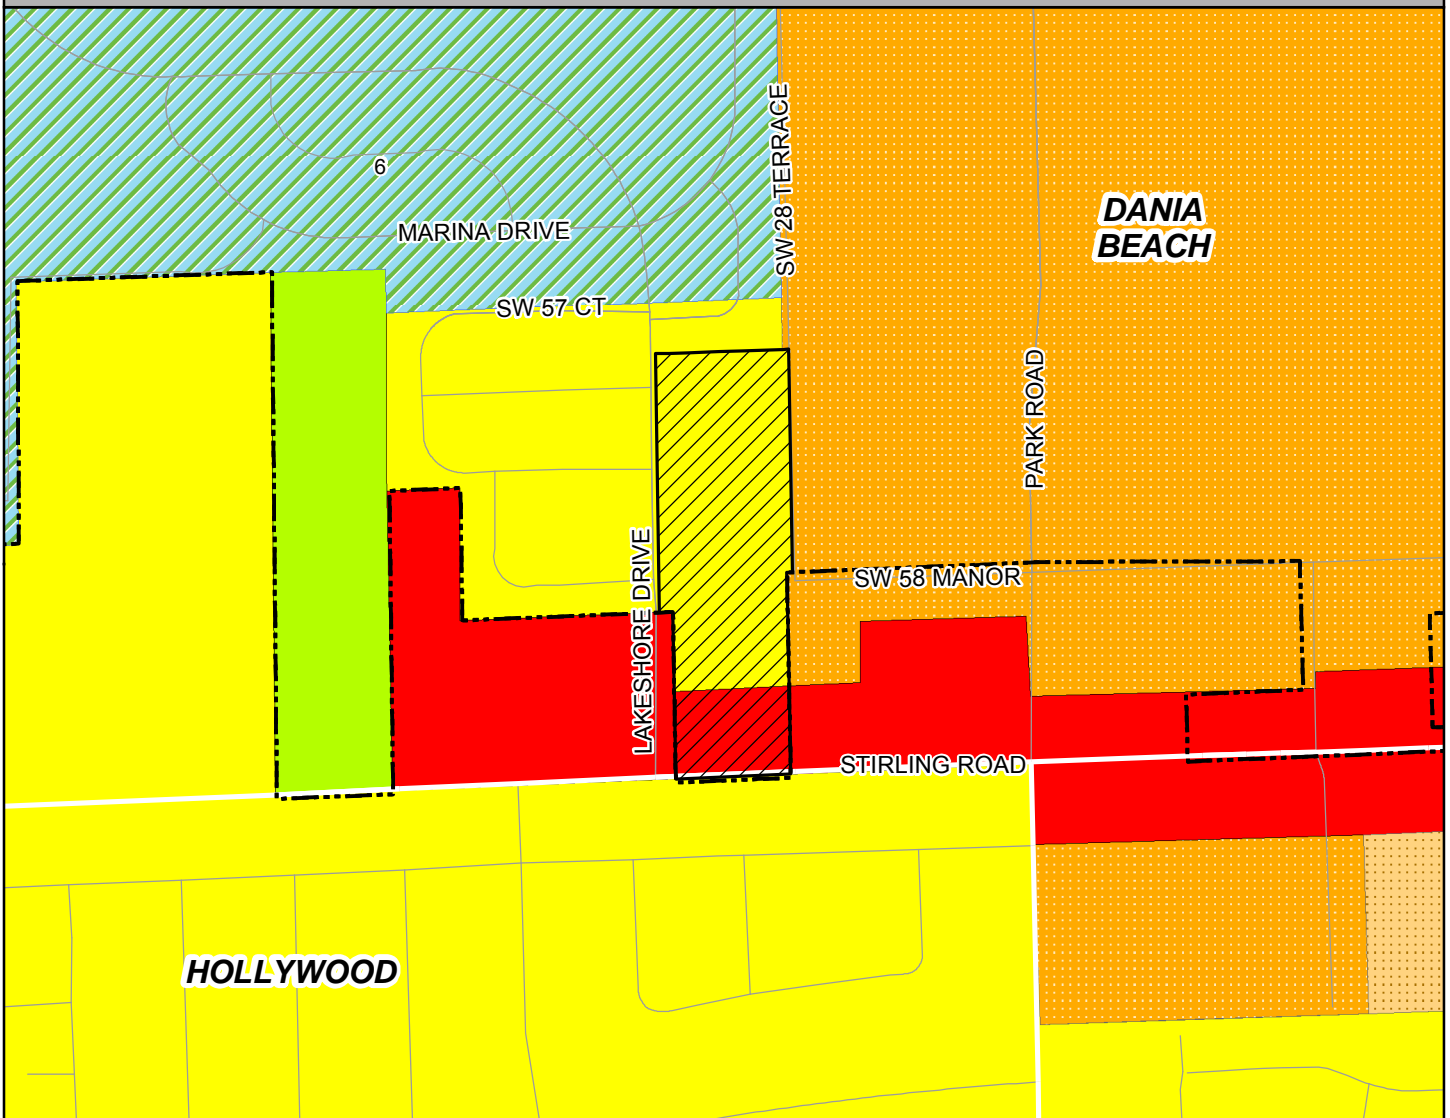 SW 28 TERRACE
6
MARINA DRIVE
DANIA
BEACH
SW 57 CT
PARK ROAD
LAKESHORE DRIVE
SW 58 MANOR
STIRLING ROAD
HOLLYWOOD